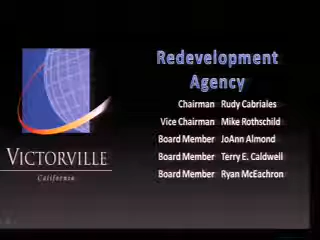 Redevelopment
Agency
Chairman Rudy Cabriales
Vice Chairman Mike Rothschild
Board Member JoAnn Almond
Board Member Terry E. Caldwell
Board Member Ryan McEachron
VICTORVILLE
California